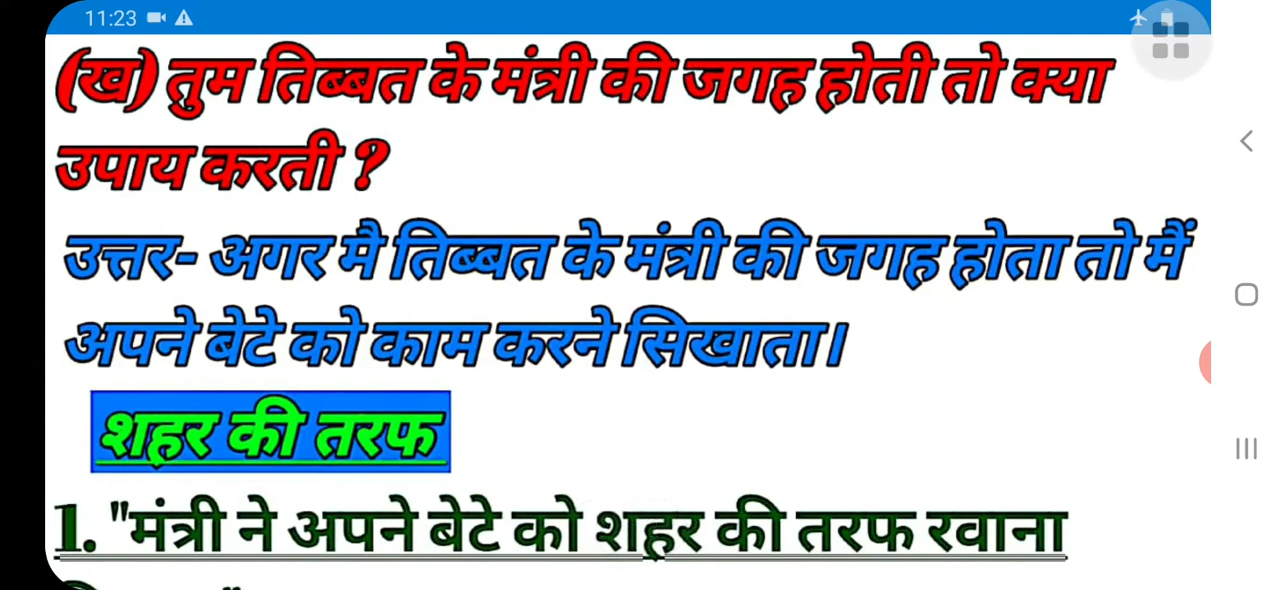 11:23
(ख) तुम तिब्बत के मंत्री की जगह होती तो क्या
उपाय करती ?
उत्तर- अगर मै तिब्बत के मंत्री की जगह होता तो मैं
अपने बेटे को काम करने सिखाता।
शहर की तरफ
1. "मंत्री ने अपने बेटे को शहर की तरफ रवाना